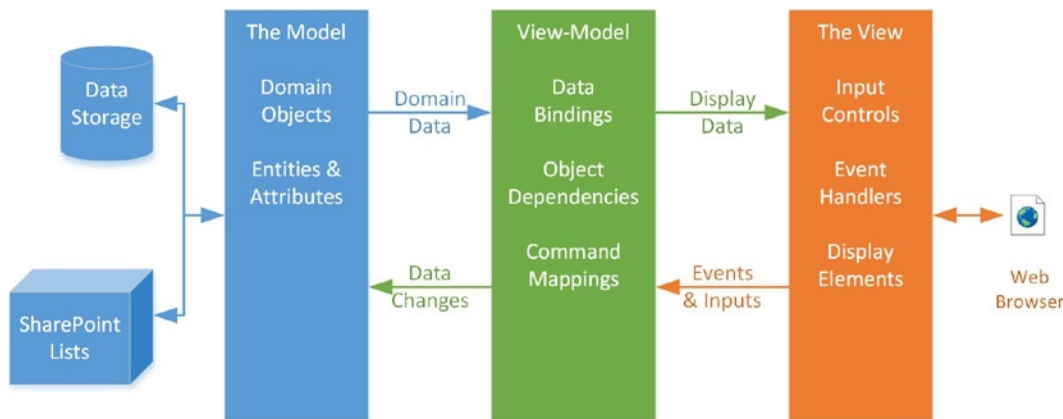 Data
Storage
SharePoint
Lists
The Model
Domain
Objects
Entities &
Attributes
Domain
Data
Data
Changes
View-Model
Data
Bindings
Object
Dependencies
Command
Mappings
Display
Data
Events
& Inputs
The View
Input
Controls
Event
Handlers
Display
Elements
Web
Browser